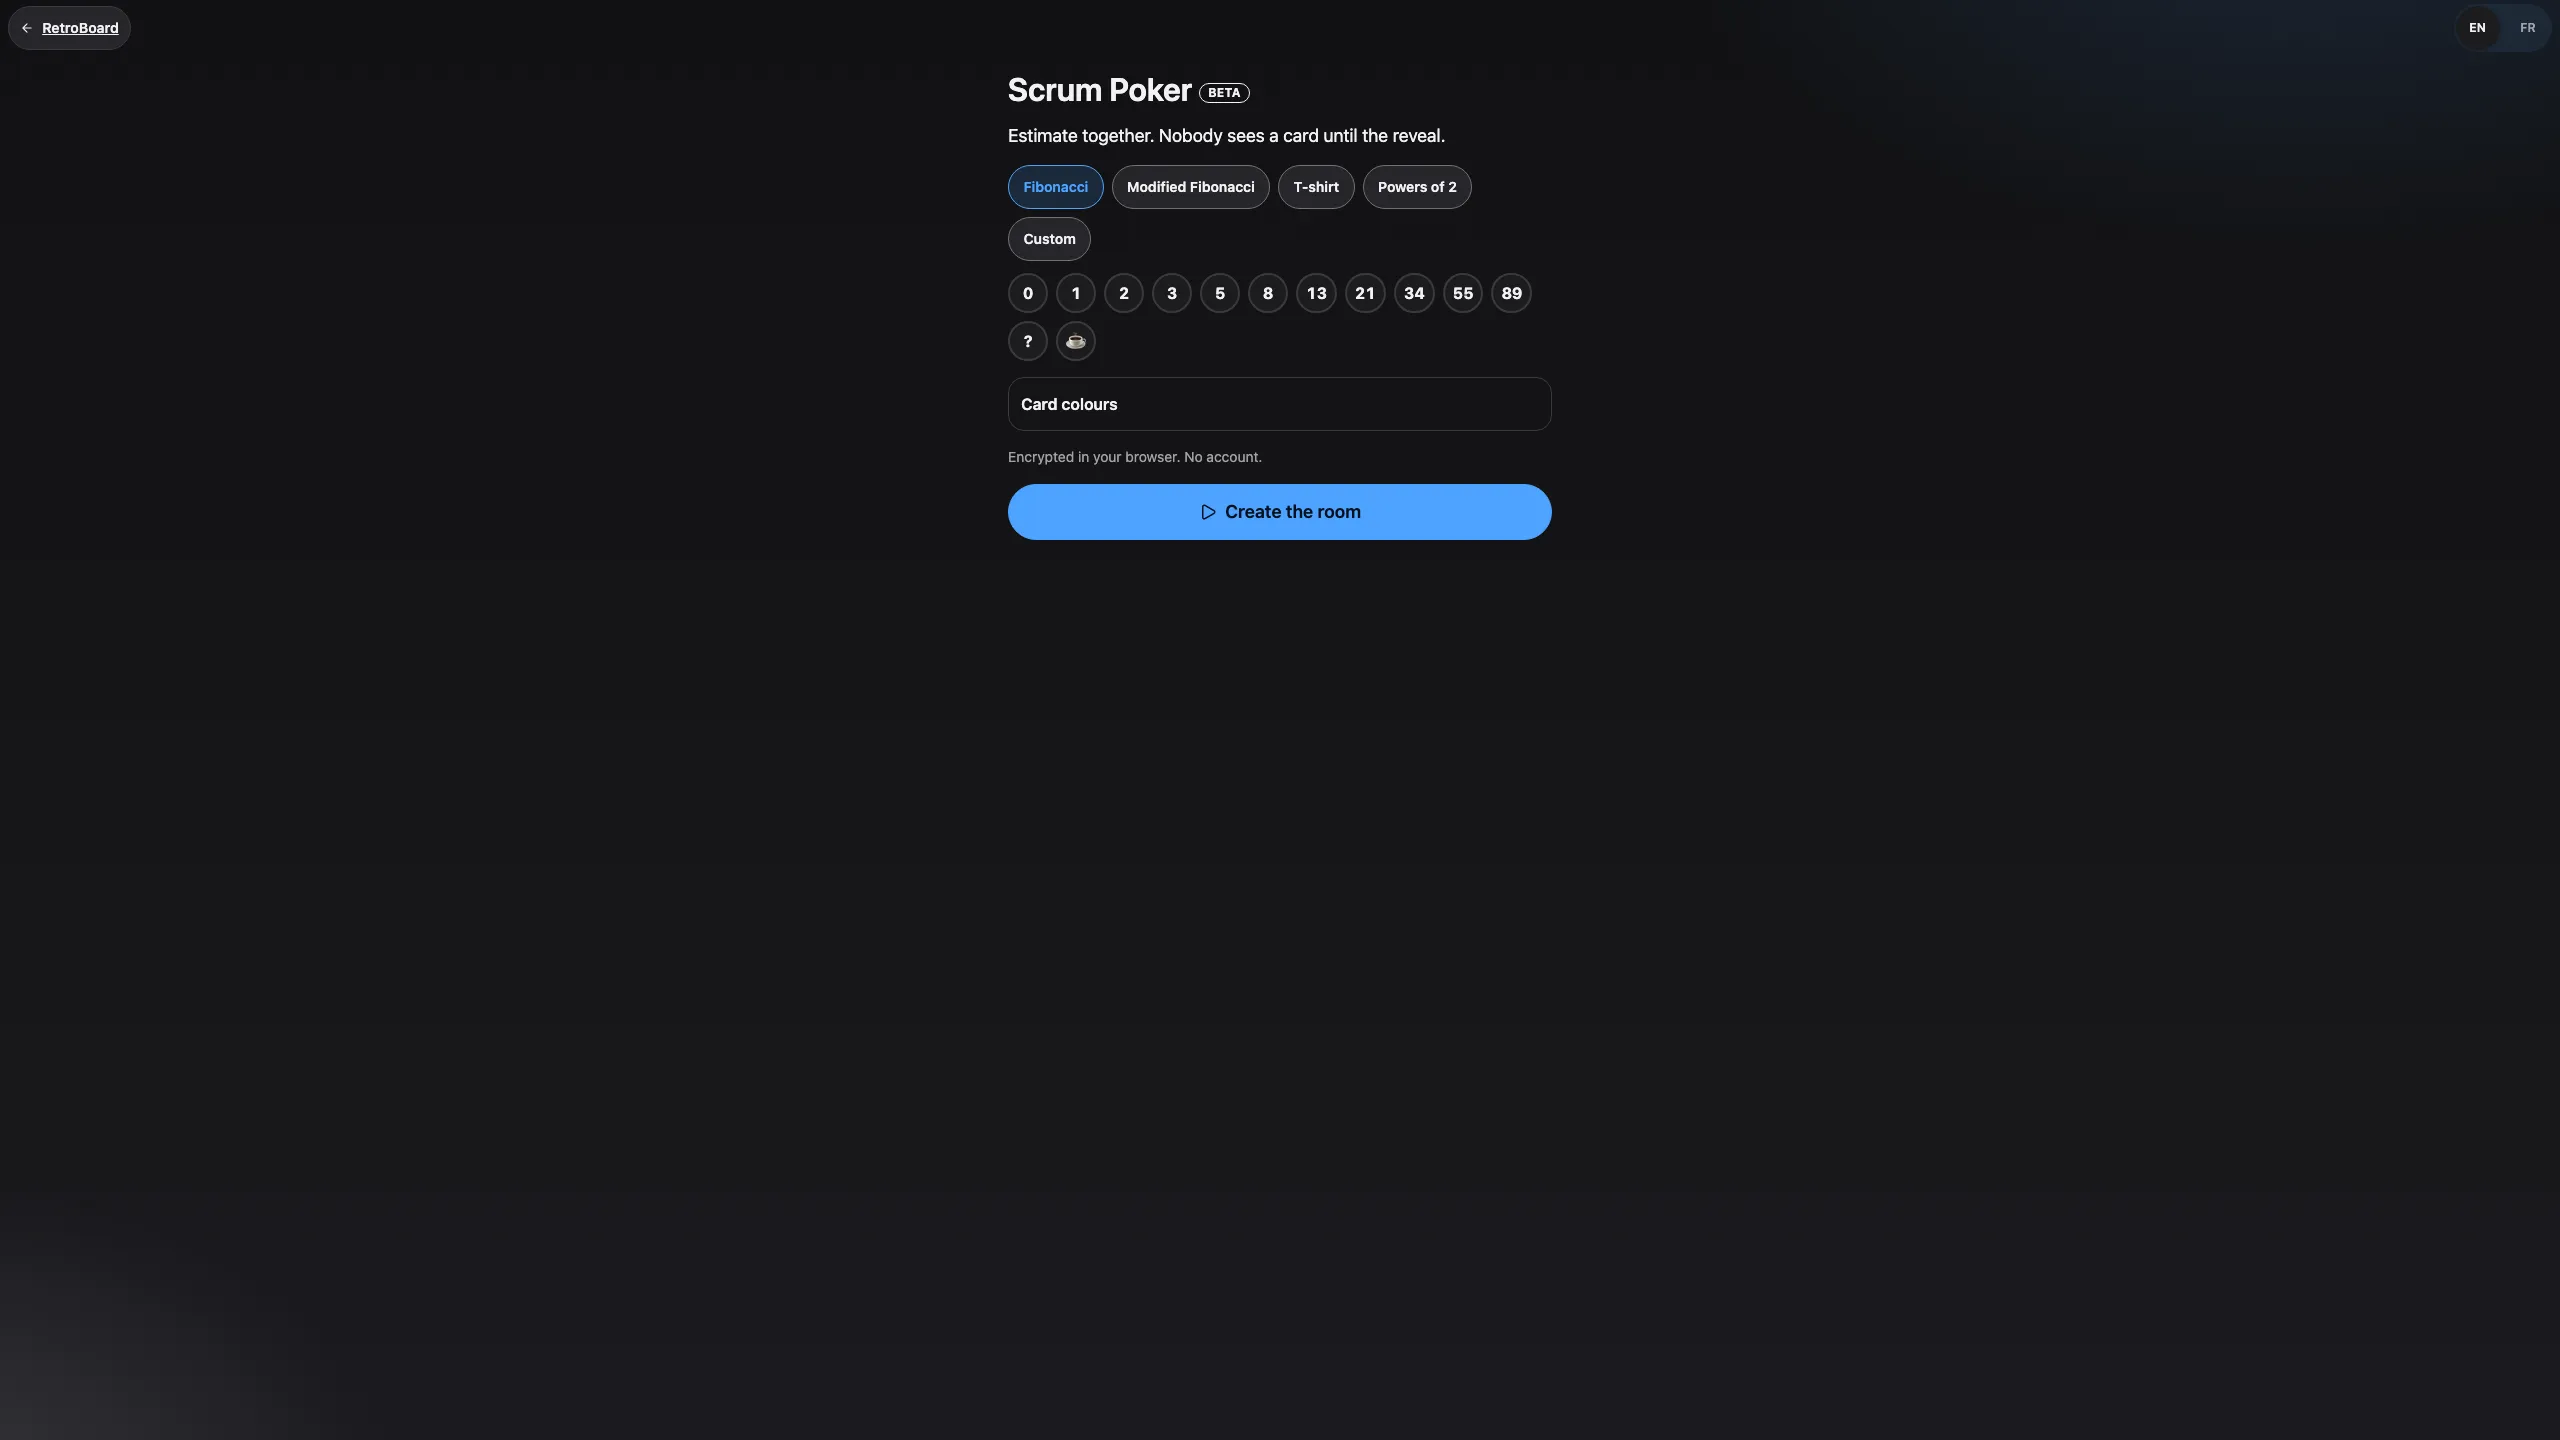 RetroBoard
EN FR
Scrum Poker BETA
Estimate together. Nobody sees a card until the reveal.
Fibonacci Modified Fibonacci T-shirt Powers of 2
Custom
0 1 2 3 5 8 13 21 34 55 89
?
Card colours
Encrypted in your browser. No account.
Create the room